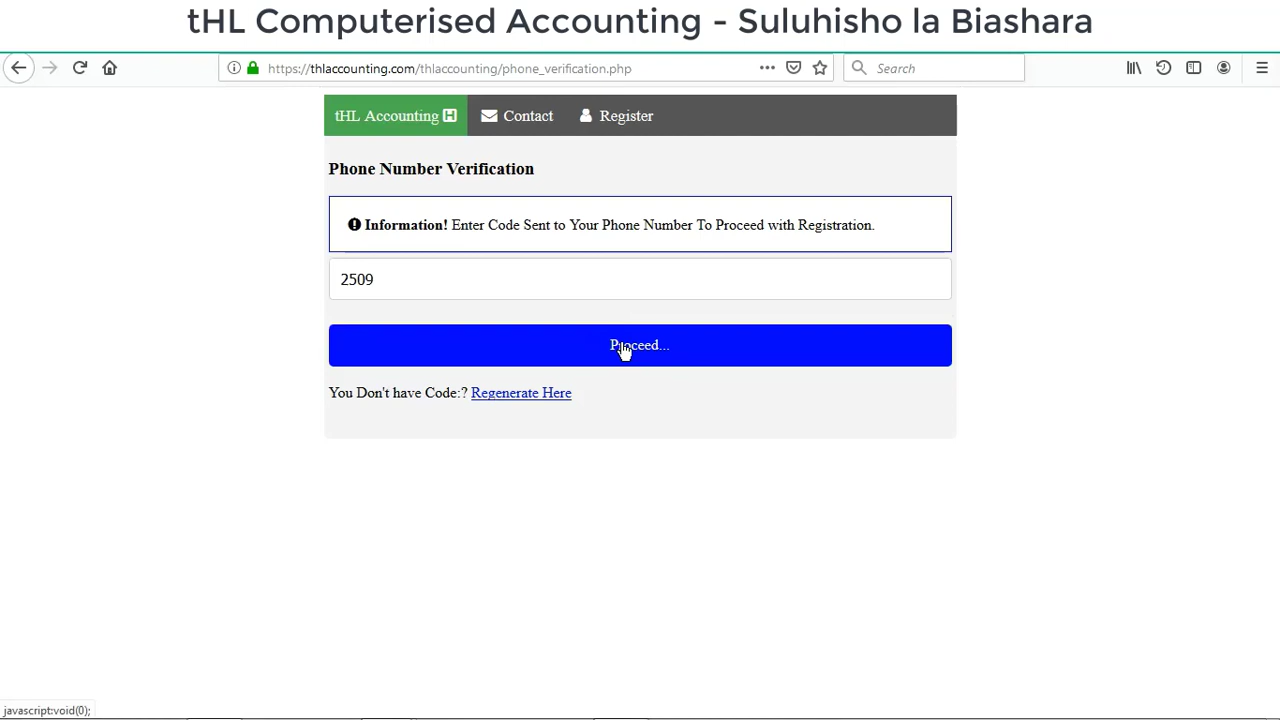 tHL Computerised Accounting - Suluhisho la Biashara
https://thlaccounting.com/thlaccounting/phone_verification.php
Search
tHL Accounting
Contact
Register
Phone Number Verification
Information! Enter Code Sent to Your Phone Number To Proceed with Registration.
2509
Proceed...
You Don't have Code:? Regenerate Here
javascript:void(0);